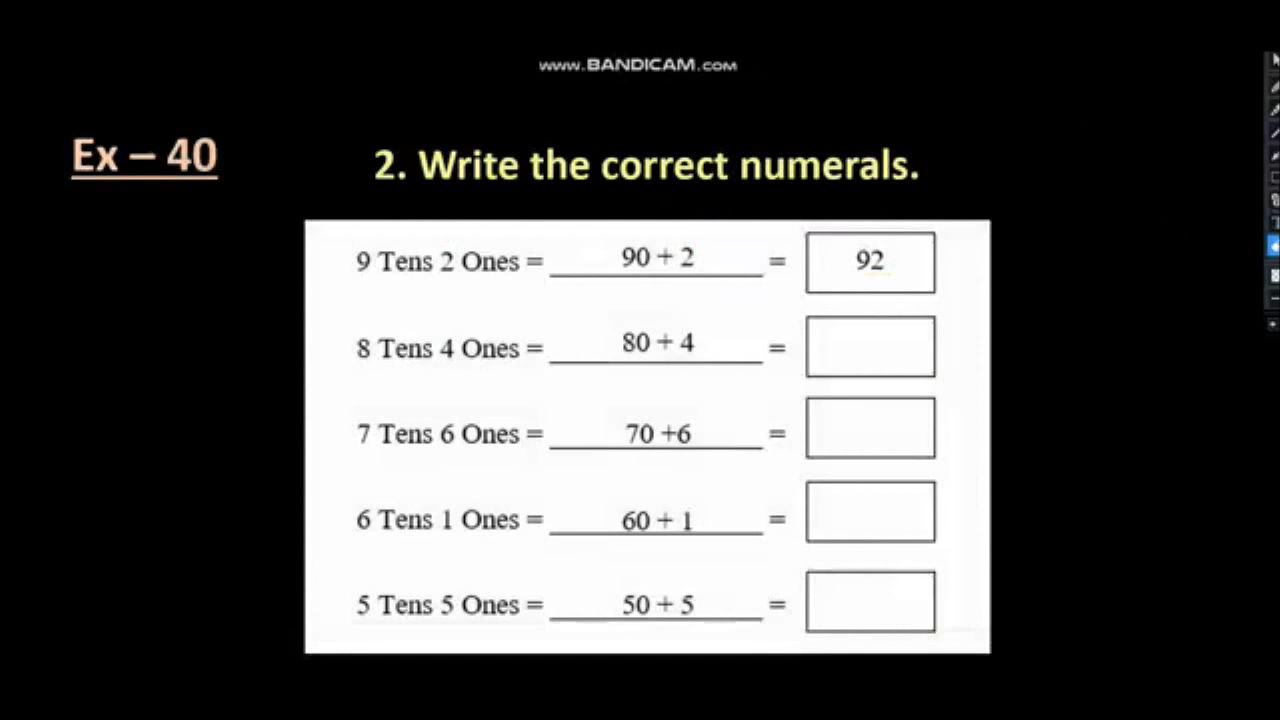 www.BANDICAM.com
Ex – 40
2. Write the correct numerals.
9 Tens 2 Ones = 90 + 2 = 92
8 Tens 4 Ones = 80 + 4 =
7 Tens 6 Ones = 70 +6 =
6 Tens 1 Ones = 60 + 1 =
5 Tens 5 Ones = 50 + 5 =